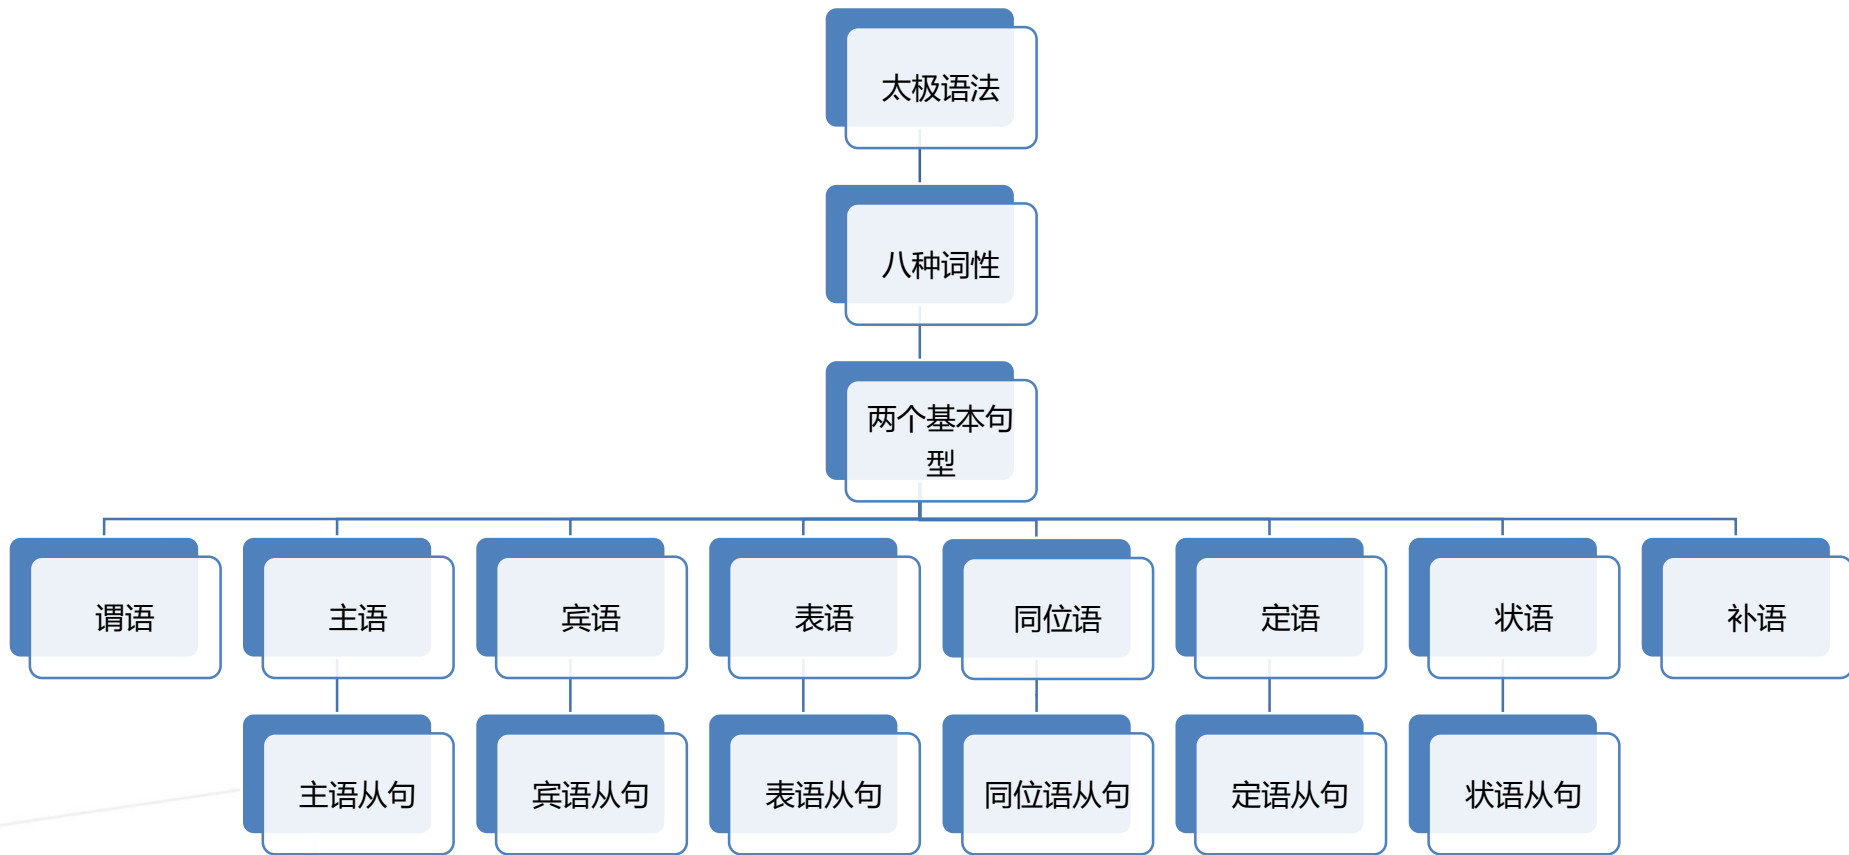 太极语法
八种词性
两个基本句
型
谓语
主语
宾语
表语
同位语
定语
状语
补语
主语从句
宾语从句
表语从句
同位语从句
定语从句
状语从句